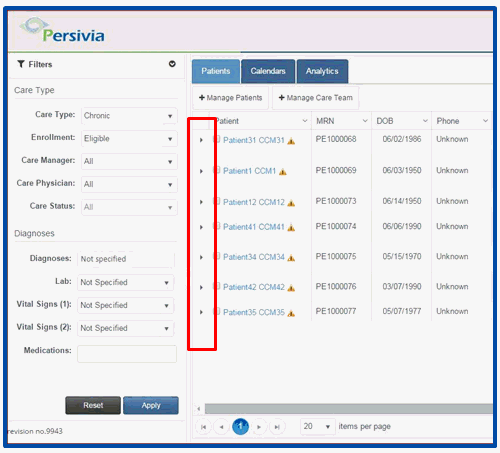 Persivia
Filters
Care Type
Care Type: Chronic
Enrollment: Eligible
Care Manager: All
Care Physician: All
Care Status: All
Diagnoses
Diagnoses: Not specified
Lab: Not Specified
Vital Signs (1): Not Specified
Vital Signs (2): Not Specified
Medications:
Reset Apply
revision no.9943
Patients Calendars Analytics
+ Manage Patients + Manage Care Team
Patient MRN DOB Phone
Patient31 CCM31 PE1000068 06/02/1986 Unknown
Patient1 CCM1 PE1000069 06/03/1950 Unknown
Patient12 CCM12 PE1000073 06/14/1950 Unknown
Patient41 CCM41 PE1000074 06/06/1990 Unknown
Patient34 CCM34 PE1000075 05/15/1970 Unknown
Patient42 CCM42 PE1000076 03/07/1990 Unknown
Patient35 CCM35 PE1000077 05/07/1977 Unknown
1 20 items per page